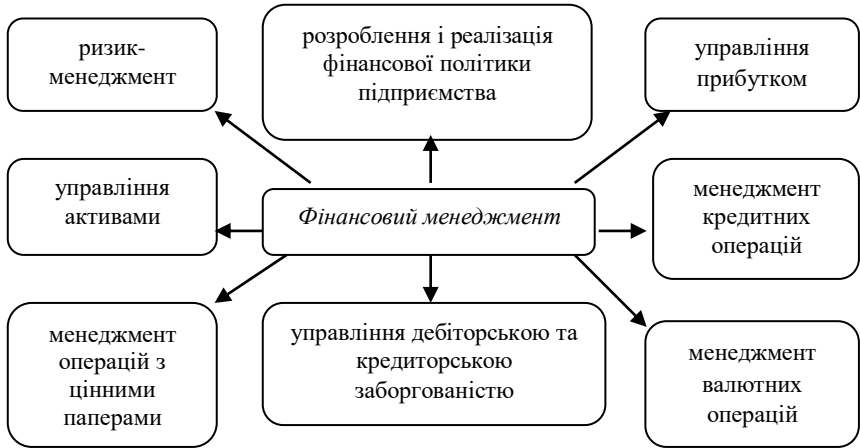 ризик-
менеджмент
розроблення і реалізація
фінансової політики
підприємства
управління
прибутком
управління
активами
Фінансовий менеджмент
менеджмент
кредитних
операцій
менеджмент
операцій з
цінними
паперами
управління дебіторською та
кредиторською
заборгованістю
менеджмент
валютних
операцій